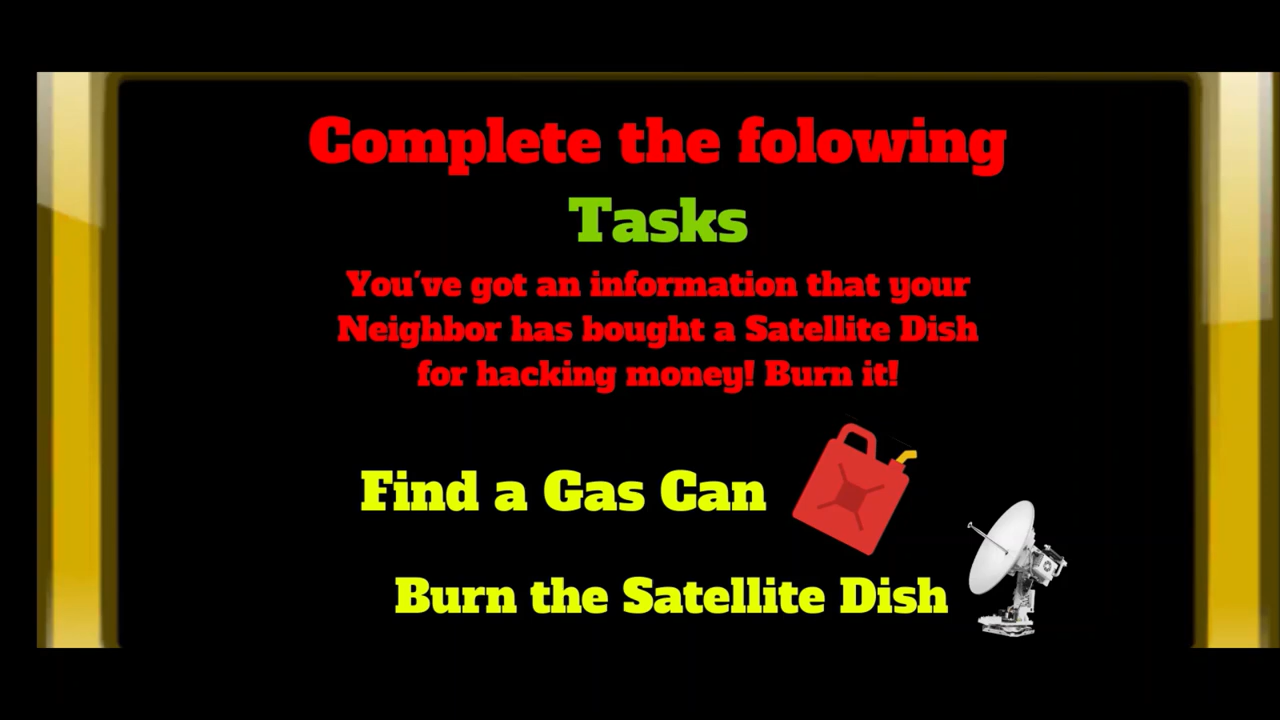 Complete the folowing
Tasks
You've got an information that your
Neighbor has bought a Satellite Dish
for hacking money! Burn it!
Find a Gas Can
Burn the Satellite Dish